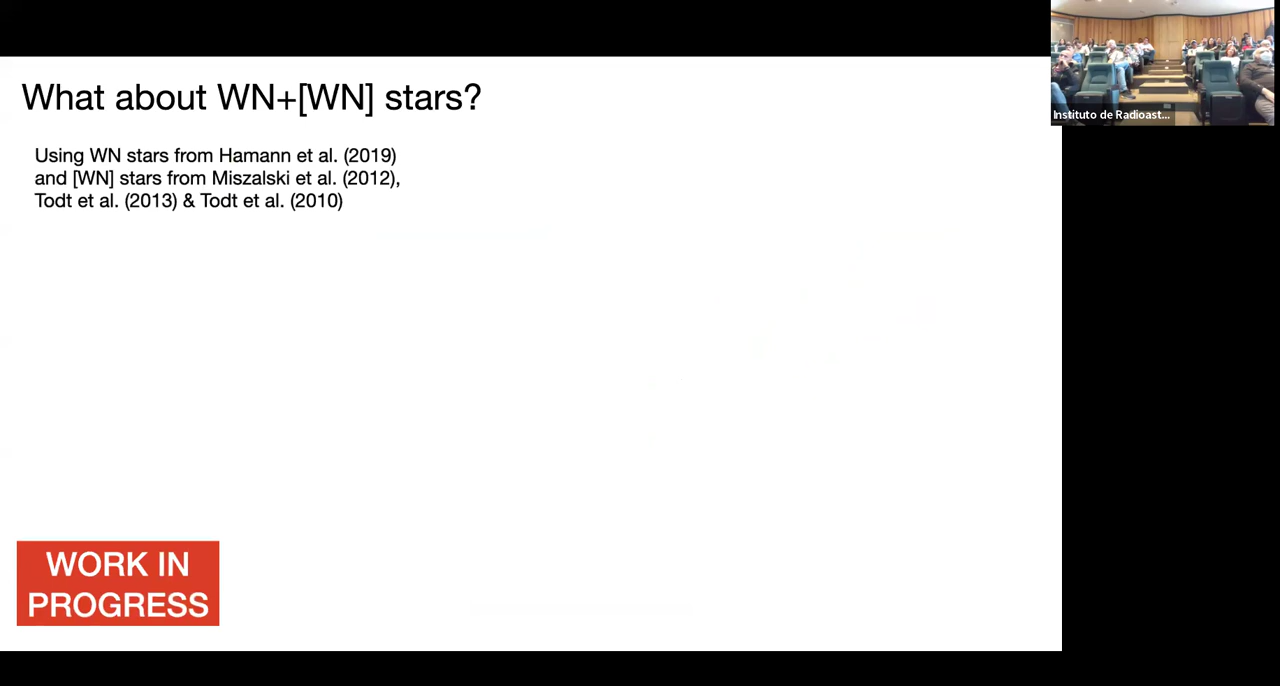 What about WN+[WN] stars?
Using WN stars from Hamann et al. (2019)
and [WN] stars from Miszalski et al. (2012),
Todt et al. (2013) & Todt et al. (2010)
WORK IN
PROGRESS
Instituto de Radioast...